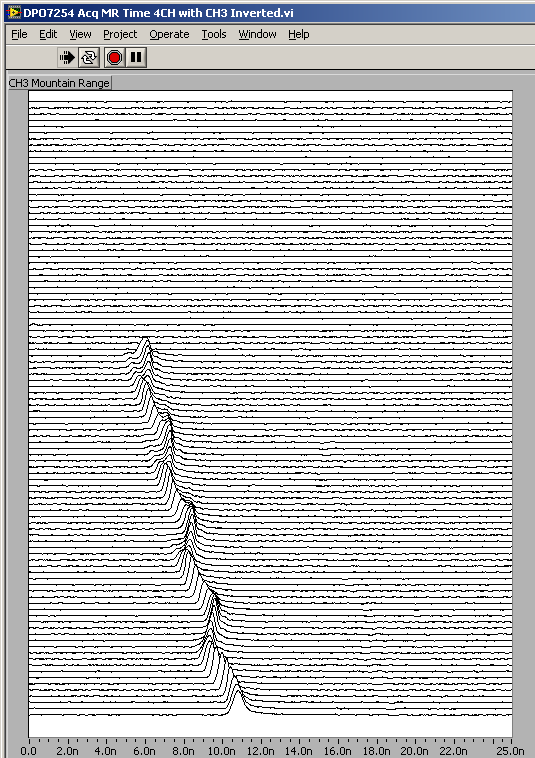 DPO7254 Acq MR Time 4CH with CH3 Inverted.vi
File Edit View Project Operate Tools Window Help
CH3 Mountain Range
0.0 2.0n 4.0n 6.0n 8.0n 10.0n 12.0n 14.0n 16.0n 18.0n 20.0n 22.0n 25.0n